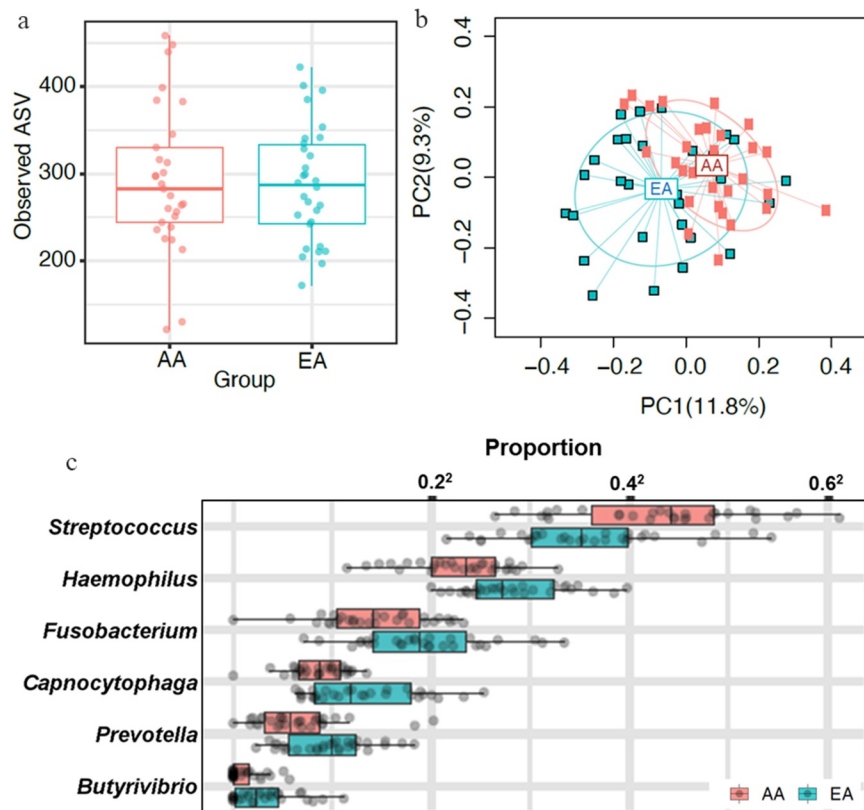 a
Observed ASV
400
300
200
AA
EA
Group
b
PC2(9.3%)
0.4
0.2
0.0
−0.2
−0.4
AA
EA
−0.4
−0.2
0.0
0.2
0.4
PC1(11.8%)
c
Proportion
0.2²
0.4²
0.6²
Streptococcus
Haemophilus
Fusobacterium
Capnocytophaga
Prevotella
Butyrivibrio
AA
EA